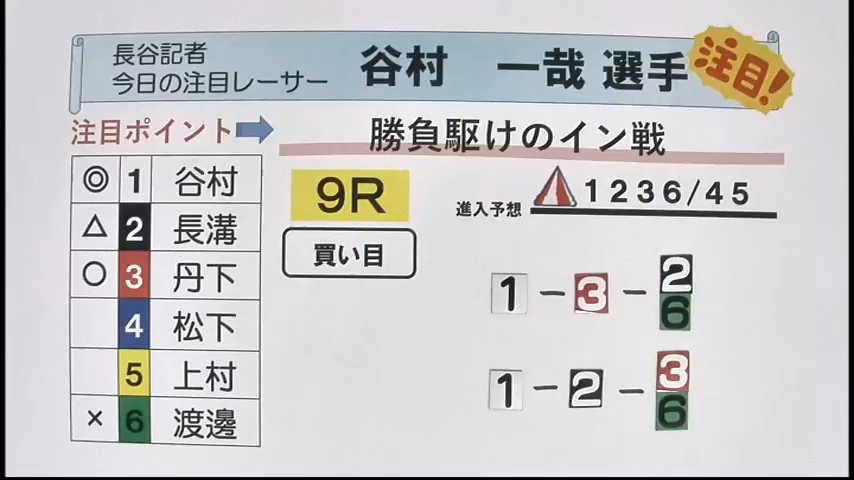 長谷記者
今日の注目レーサー
谷村 一哉 選手
注目!
注目ポイント
勝負駆けのイン戦
◎ 1 谷村
△ 2 長溝
○ 3 丹下
4 松下
5 上村
× 6 渡邊
9R
買い目
進入予想 1236/45
1-3-2
6
1-2-3
6